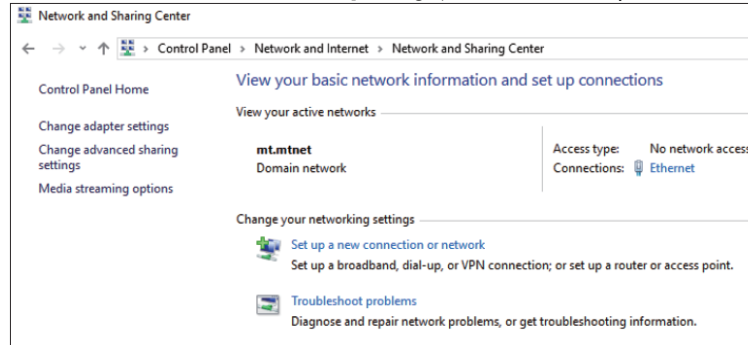 Network and Sharing Center
Control Panel > Network and Internet > Network and Sharing Center
Control Panel Home
Change adapter settings
Change advanced sharing
settings
Media streaming options
View your basic network information and set up connections
View your active networks
mt.mtnet
Domain network
Access type: No network access
Connections: Ethernet
Change your networking settings
Set up a new connection or network
Set up a broadband, dial-up, or VPN connection; or set up a router or access point.
Troubleshoot problems
Diagnose and repair network problems, or get troubleshooting information.